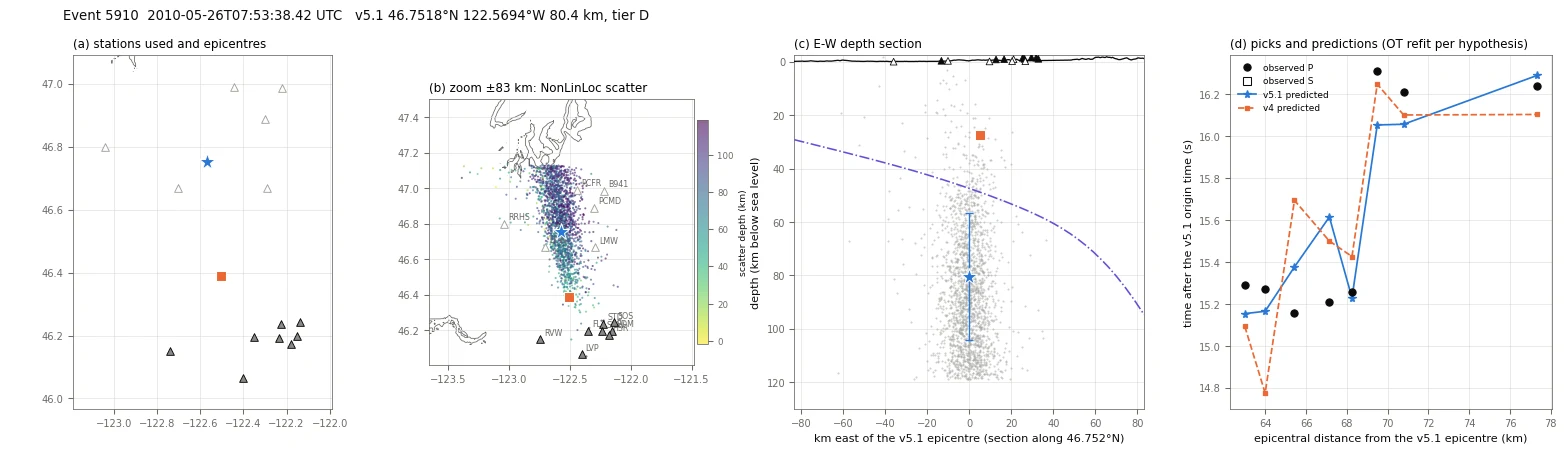 Event 5910  2010-05-26T07:53:38.42 UTC   v5.1 46.7518°N 122.5694°W 80.4 km, tier D
(a) stations used and epicentres
47.0
46.8
46.6
46.4
46.2
46.0
−123.0
−122.8
−122.6
−122.4
−122.2
−122.0
(b) zoom ±83 km: NonLinLoc scatter
47.4
47.2
47.0
46.8
46.6
46.4
46.2
−123.5
−123.0
−122.5
−122.0
−121.5
PCFR
B941
PCMD
RRHS
LMW
RVW
LVP
100
80
60
40
20
0
scatter depth (km)
(c) E-W depth section
0
20
40
60
80
100
120
depth (km below sea level)
−80
−60
−40
−20
0
20
40
60
80
km east of the v5.1 epicentre (section along 46.752°N)
(d) picks and predictions (OT refit per hypothesis)
observed P
observed S
v5.1 predicted
v4 predicted
16.2
16.0
15.8
15.6
15.4
15.2
15.0
14.8
time after the v5.1 origin time (s)
64
66
68
70
72
74
76
78
epicentral distance from the v5.1 epicentre (km)